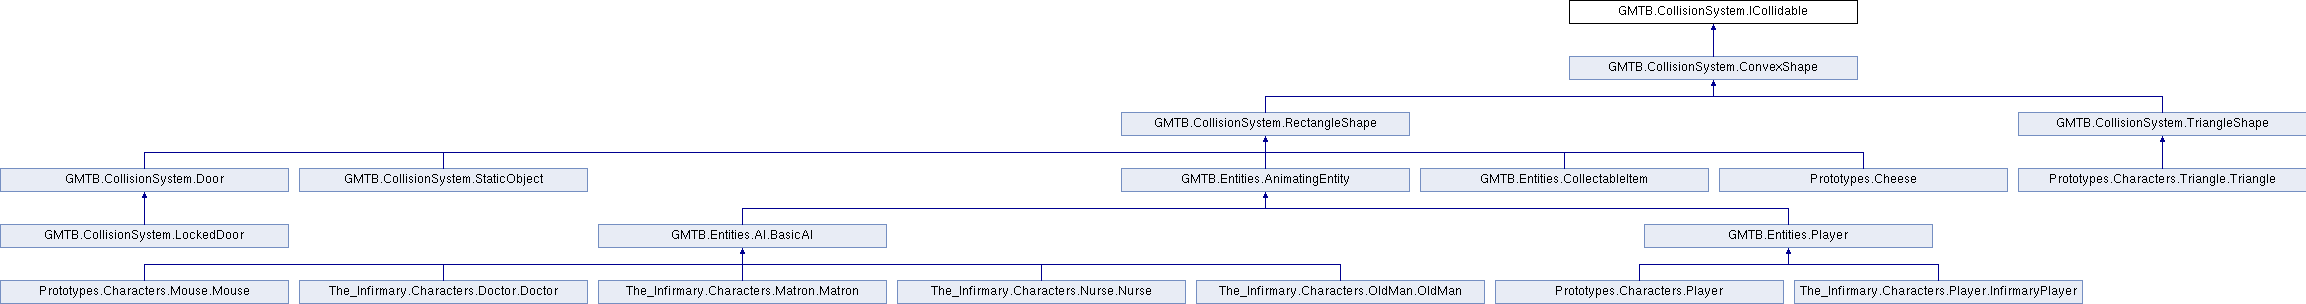 GMTB.CollisionSystem.ICollidable
GMTB.CollisionSystem.ConvexShape
GMTB.CollisionSystem.RectangleShape
GMTB.CollisionSystem.TriangleShape
GMTB.CollisionSystem.Door
GMTB.CollisionSystem.StaticObject
GMTB.Entities.AnimatingEntity
GMTB.Entities.CollectableItem
Prototypes.Cheese
Prototypes.Characters.Triangle.Triangle
GMTB.CollisionSystem.LockedDoor
GMTB.Entities.AI.BasicAI
GMTB.Entities.Player
Prototypes.Characters.Mouse.Mouse
The_Infirmary.Characters.Doctor.Doctor
The_Infirmary.Characters.Matron.Matron
The_Infirmary.Characters.Nurse.Nurse
The_Infirmary.Characters.OldMan.OldMan
Prototypes.Characters.Player
The_Infirmary.Characters.Player.InfirmaryPlayer